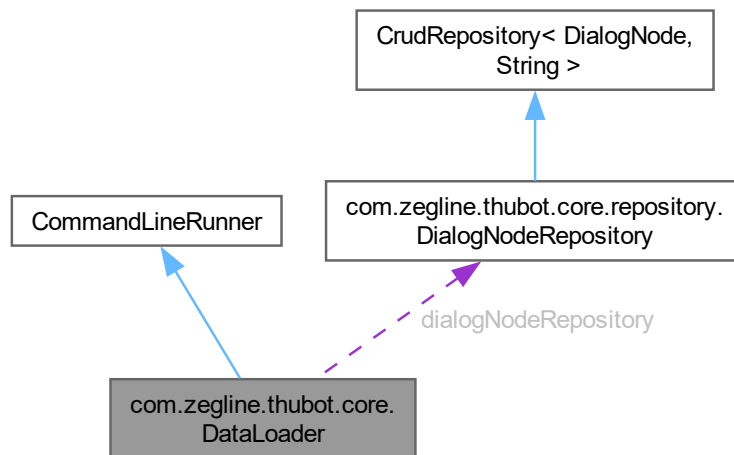 CrudRepository< DialogNode,
String >
CommandLineRunner
com.zegline.thubot.core.repository.
DialogNodeRepository
dialogNodeRepository
com.zegline.thubot.core.
DataLoader